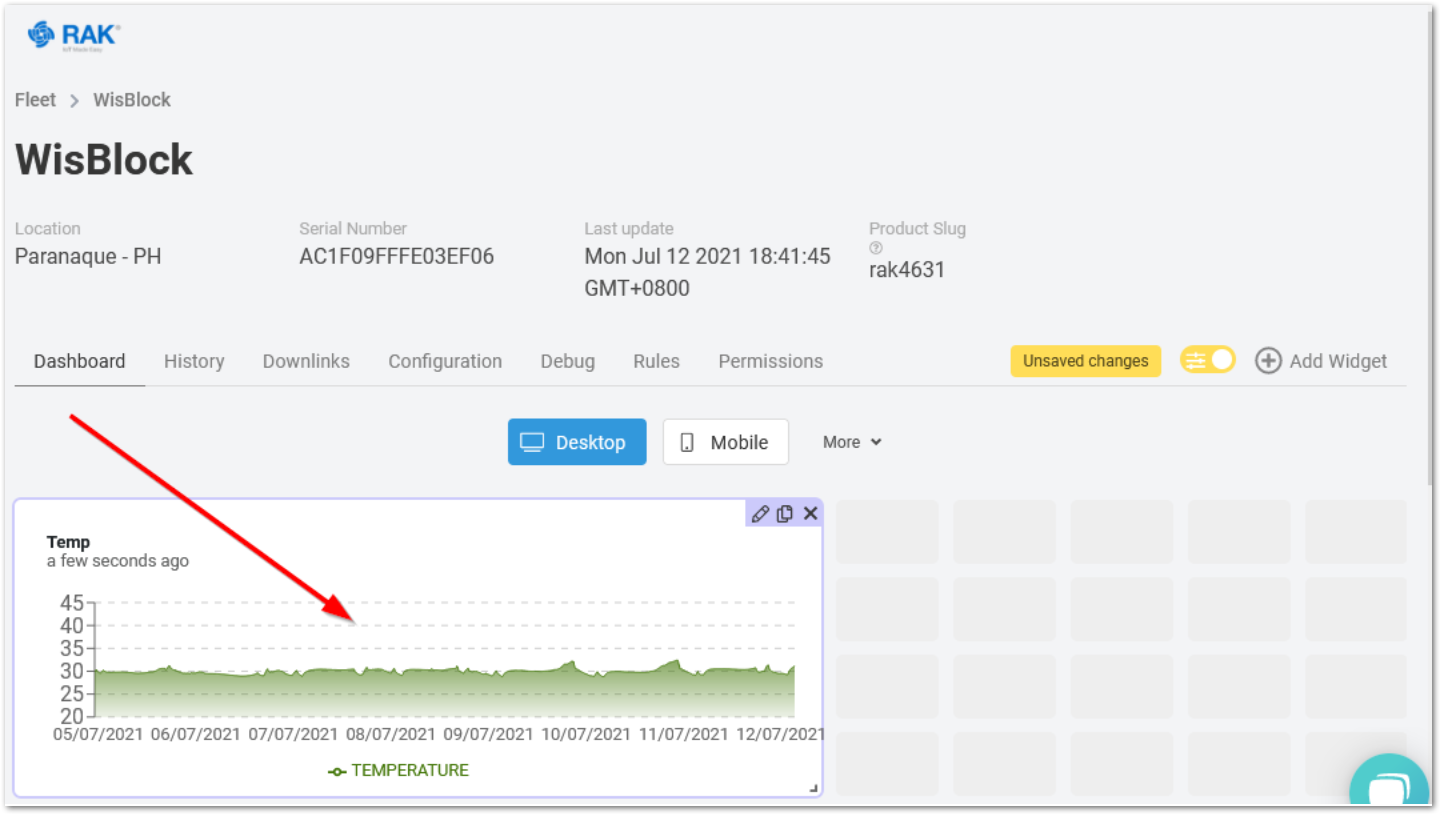 RAK®
IoT Made Easy
Fleet > WisBlock
WisBlock
Location
Paranaque - PH
Serial Number
AC1F09FFFE03EF06
Last update
Mon Jul 12 2021 18:41:45
GMT+0800
Product Slug
rak4631
Dashboard History Downlinks Configuration Debug Rules Permissions Unsaved changes Add Widget
Desktop Mobile More
Temp
a few seconds ago
45
40
35
30
25
20
05/07/2021 06/07/2021 07/07/2021 08/07/2021 09/07/2021 10/07/2021 11/07/2021 12/07/2021
TEMPERATURE